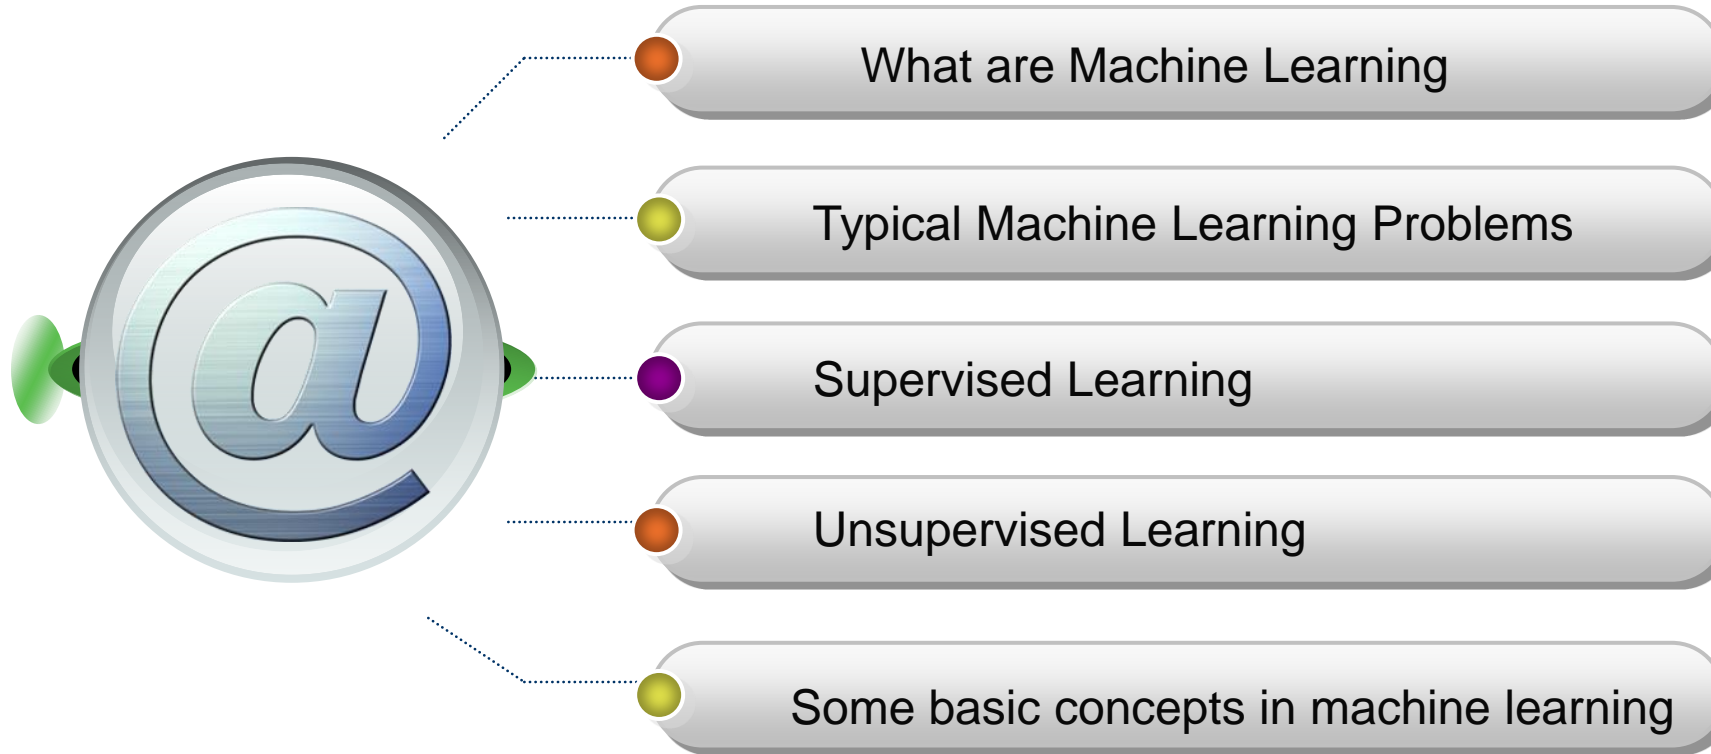 What are Machine Learning
Typical Machine Learning Problems
@
Supervised Learning
Unsupervised Learning
Some basic concepts in machine learning